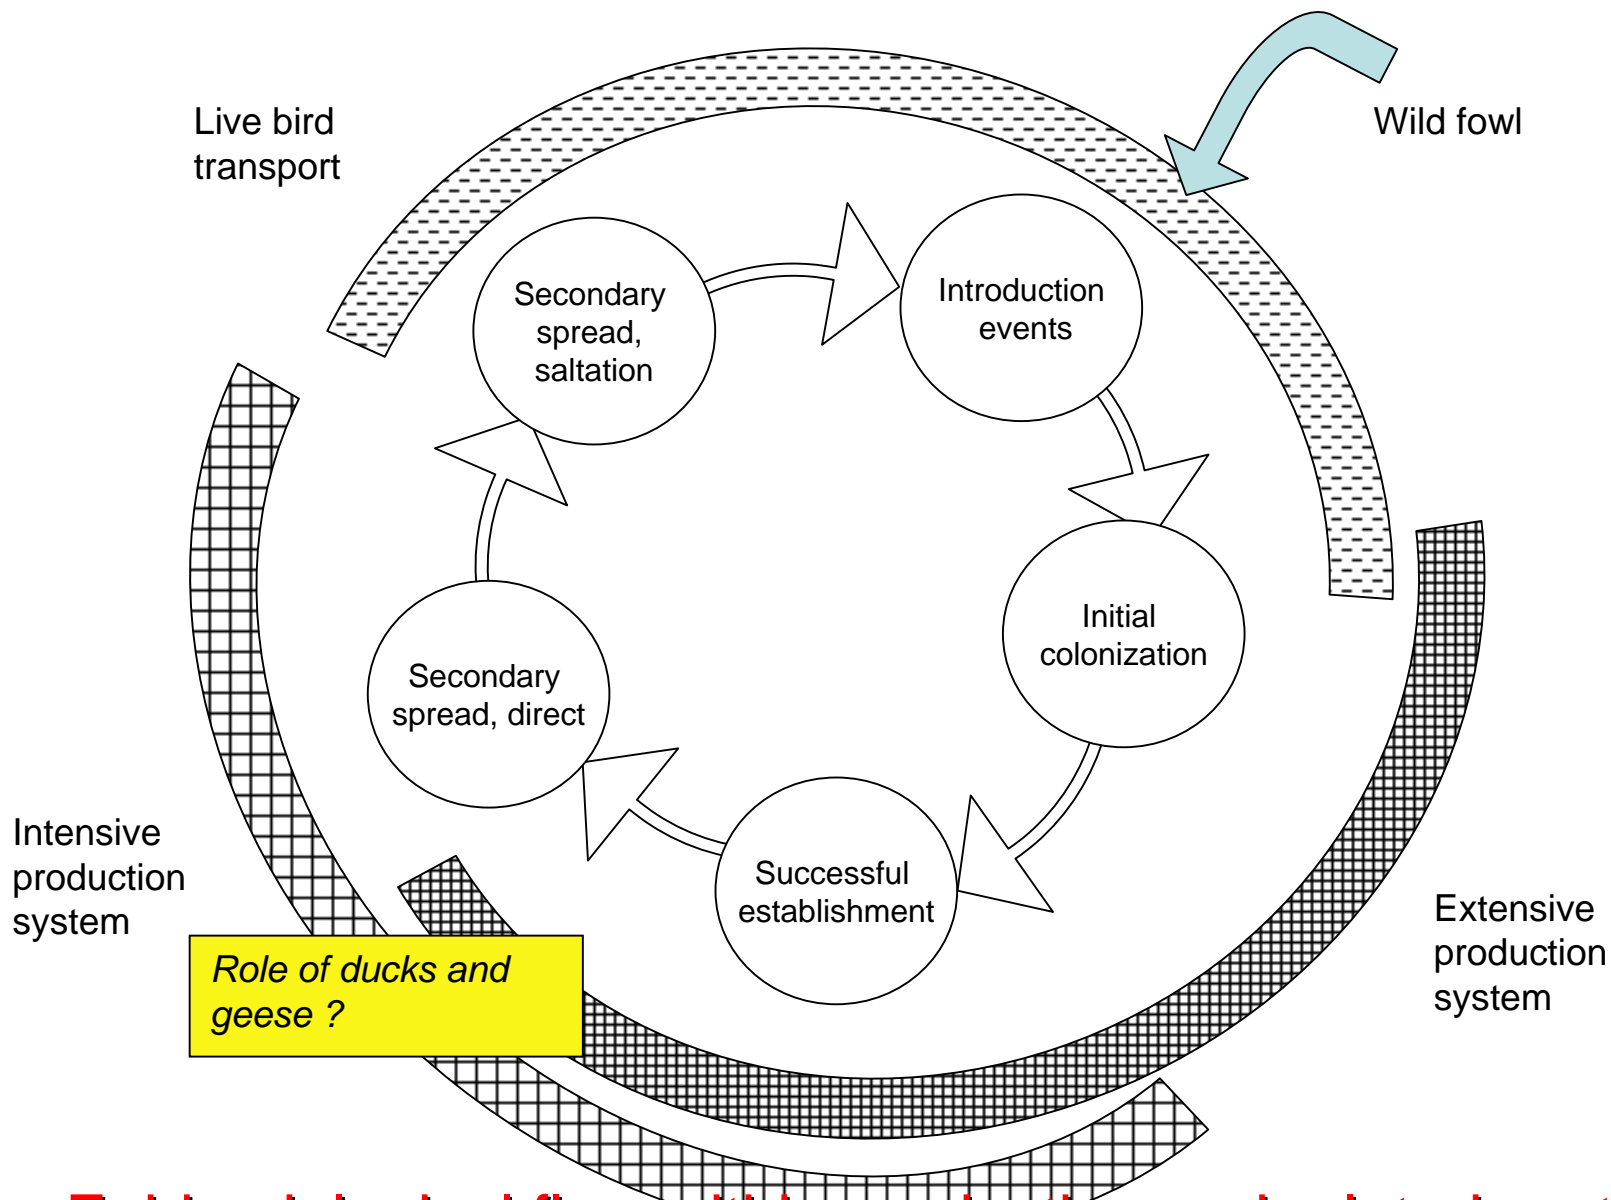 Live bird
transport
Wild fowl
Secondary
spread,
saltation
Introduction
events
Initial
colonization
Secondary
spread, direct
Successful
establishment
Intensive
production
system
Extensive
production
system
Role of ducks and
geese ?